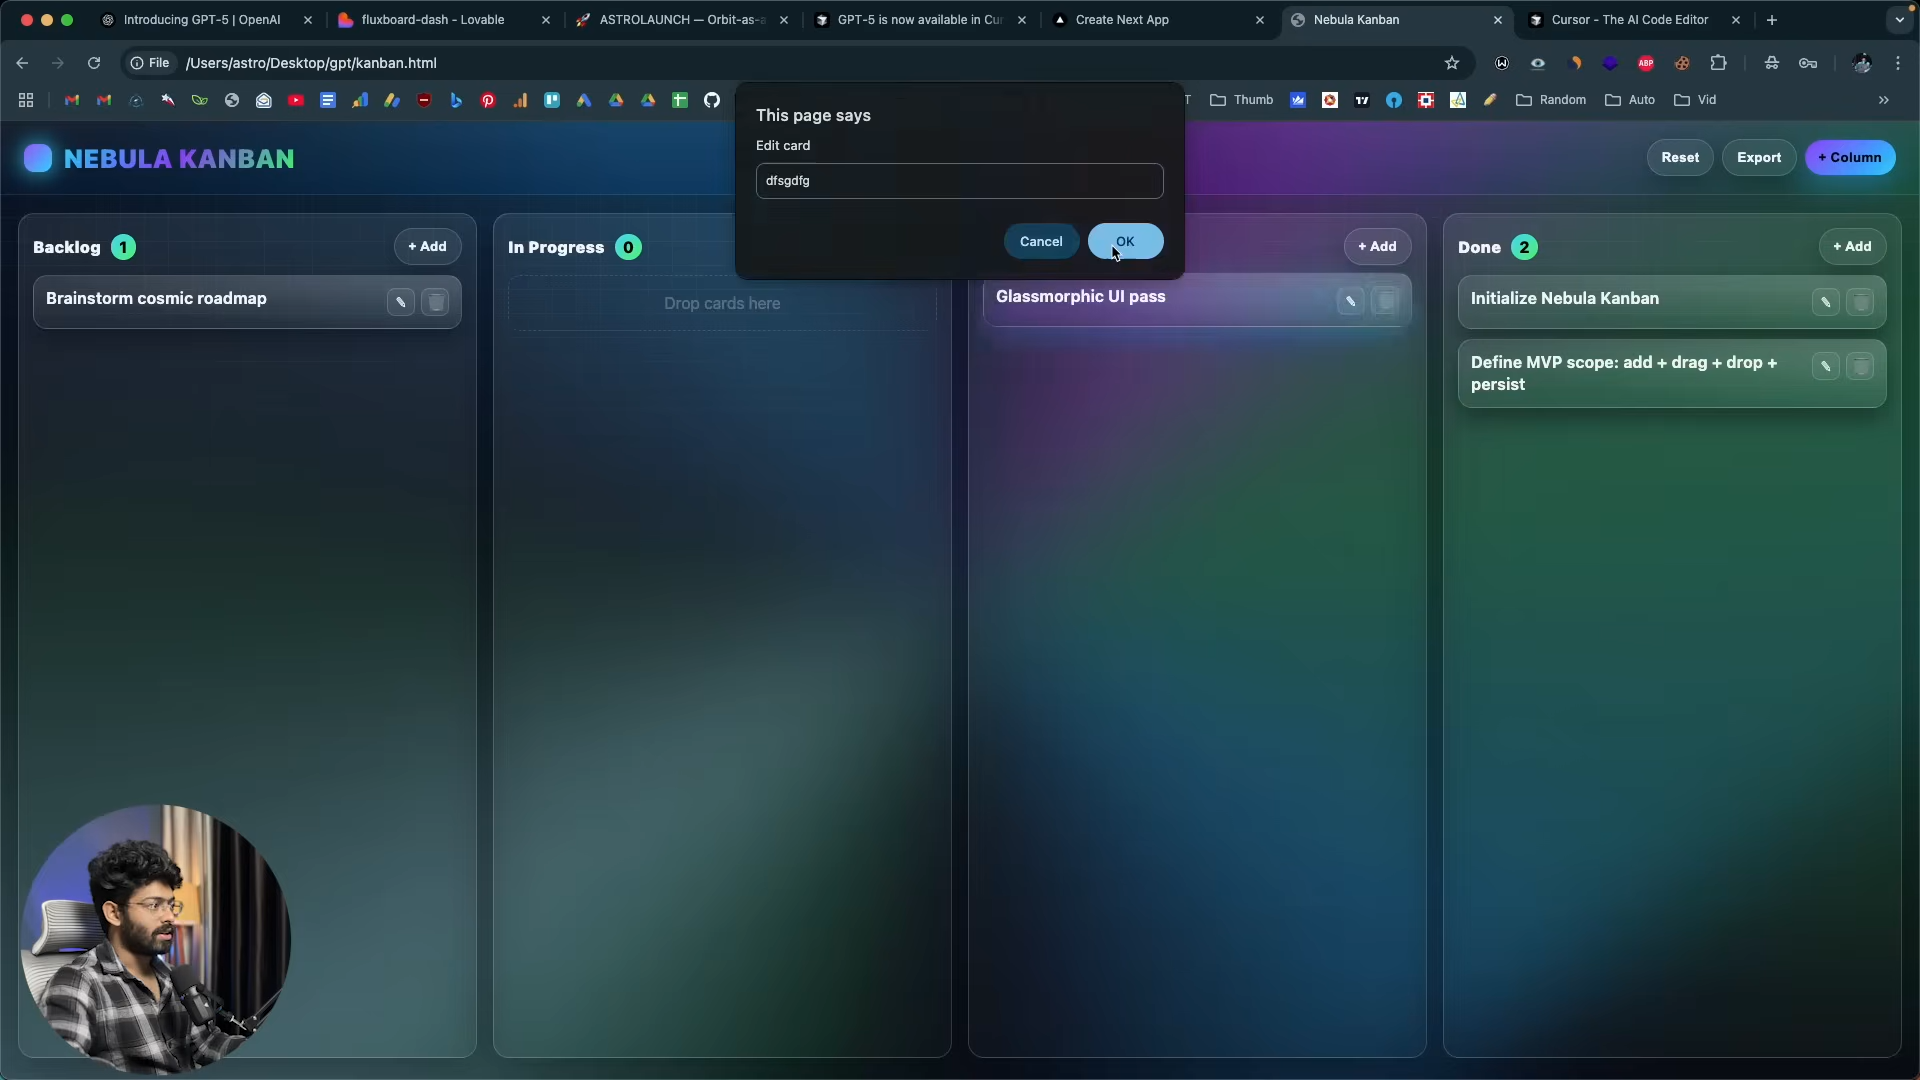 Introducing GPT-5 | OpenAI
fluxboard-dash - Lovable
ASTROLAUNCH — Orbit-as-a
GPT-5 is now available in Cur
Create Next App
Nebula Kanban
Cursor - The AI Code Editor
File
/Users/astro/Desktop/gpt/kanban.html
ABP
Thumb
Random
Auto
Vid
This page says
Edit card
dfsgdfg
Cancel
OK
NEBULA KANBAN
Reset
Export
+ Column
Backlog 1
+ Add
Brainstorm cosmic roadmap
In Progress 0
Drop cards here
+ Add
Glassmorphic UI pass
Done 2
+ Add
Initialize Nebula Kanban
Define MVP scope: add + drag + drop +
persist